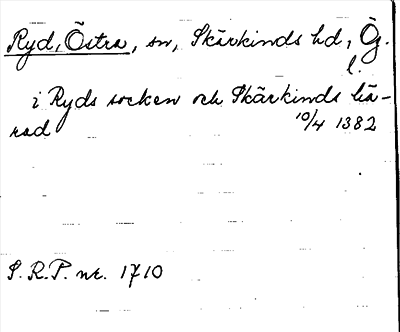 Ryd, Östra, sn, Skärkinds hd, Ög.
l.
i Ryds socken och Skärkinds hä-
rad 10/4 1382
S.R.P. nr. 1710